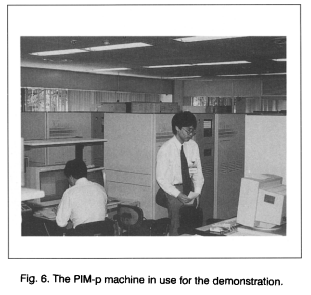 Fig. 6. The PIM-p machine in use for the demonstration.